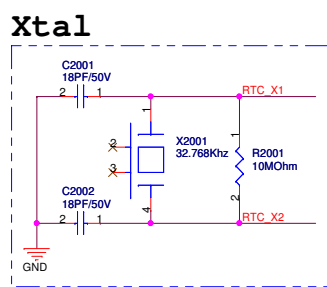 Xtal
C2001
18PF/50V
2 1
RTC_X1
1
2
3
4
X2001
32.768Khz
1
2
R2001
10MOhm
C2002
18PF/50V
2 1
RTC_X2
GND